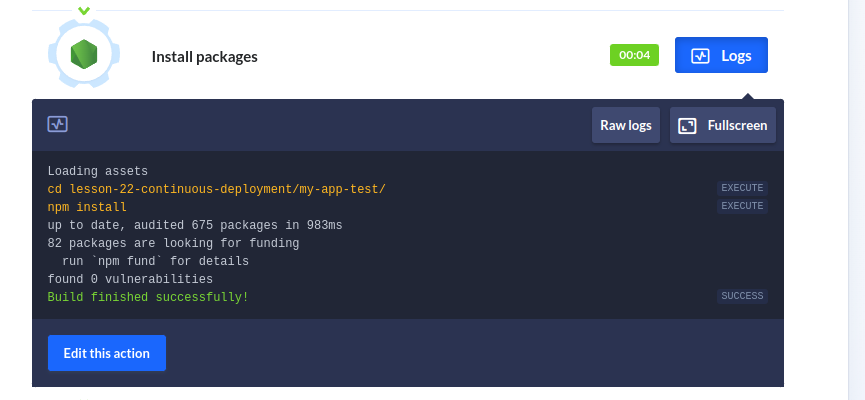 Install packages
00:04
Logs
Raw logs
Fullscreen
Loading assets
cd lesson-22-continuous-deployment/my-app-test/ EXECUTE
npm install EXECUTE
up to date, audited 675 packages in 983ms
82 packages are looking for funding
  run `npm fund` for details
found 0 vulnerabilities
Build finished successfully! SUCCESS
Edit this action